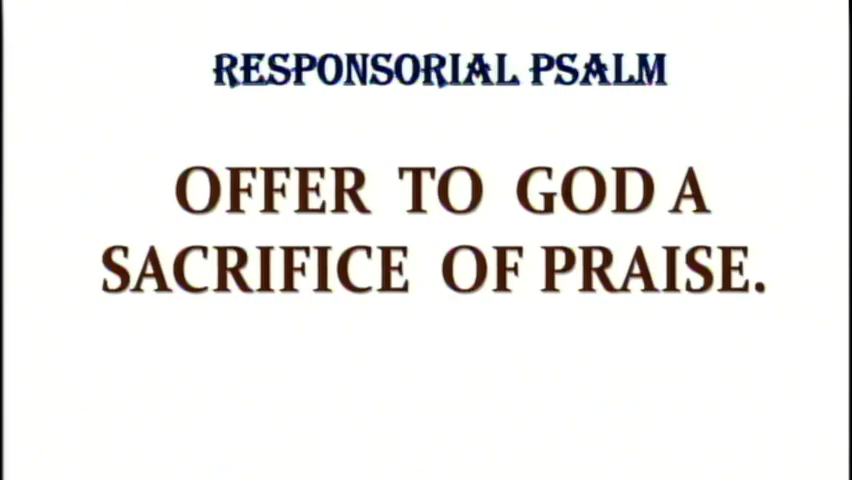 RESPONSORIAL PSALM
OFFER TO GOD A
SACRIFICE OF PRAISE.